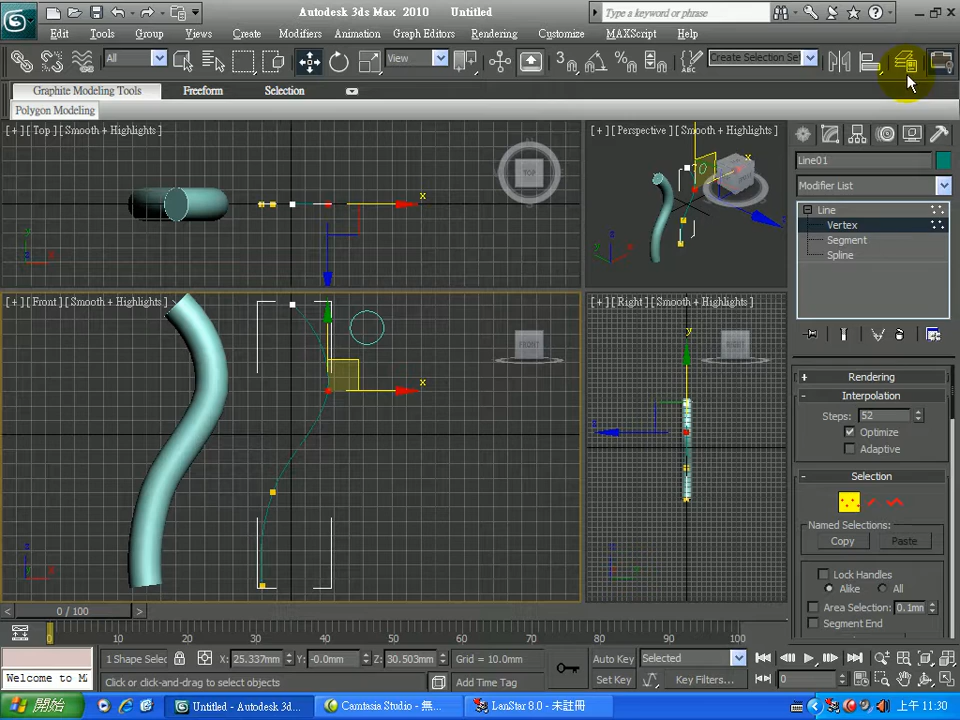 Autodesk 3ds Max 2010 Untitled
Type a keyword or phrase
Edit Tools Group Views Create Modifiers Animation Graph Editors Rendering Customize MAXScript Help
All View 3 Create Selection Se
Graphite Modeling Tools Freeform Selection
Polygon Modeling
[ + ] [ Top ] [ Smooth + Highlights ]
TOP
x
y
x
[ + ] [ Perspective ] [ Smooth + Highlights ]
x
z
y
x
Line01
Modifier List
Line
Vertex
Segment
Spline
[ + ] [ Front ] [ Smooth + Highlights ]
FRONT
x
z
x
[ + ] [ Right ] [ Smooth + Highlights ]
RIGHT
y
+ Rendering
- Interpolation
Steps: 52
Optimize
Adaptive
- Selection
Named Selections:
Copy Paste
Lock Handles
Alike All
Area Selection: 0.1mm
Segment End
< 0 / 100 >
0 10 20 30 40 50 60 70 80 90 100
1 Shape Selec X: 25.337mm Y: -0.0mm Z: 30.503mm Grid = 10.0mm Auto Key Selected
Welcome to M Click or click-and-drag to select objects Add Time Tag Set Key Key Filters... 0
開始 Untitled - Autodesk 3d... Camtasia Studio - 無... LanStar 8.0 - 未註冊 上午 11:30